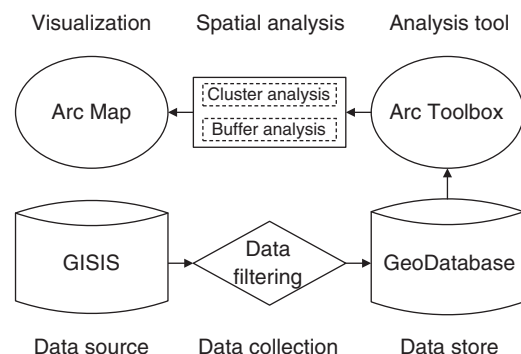 Visualization
Spatial analysis
Analysis tool
Arc Map
Cluster analysis
Buffer analysis
Arc Toolbox
GISIS
Data
filtering
GeoDatabase
Data source
Data collection
Data store